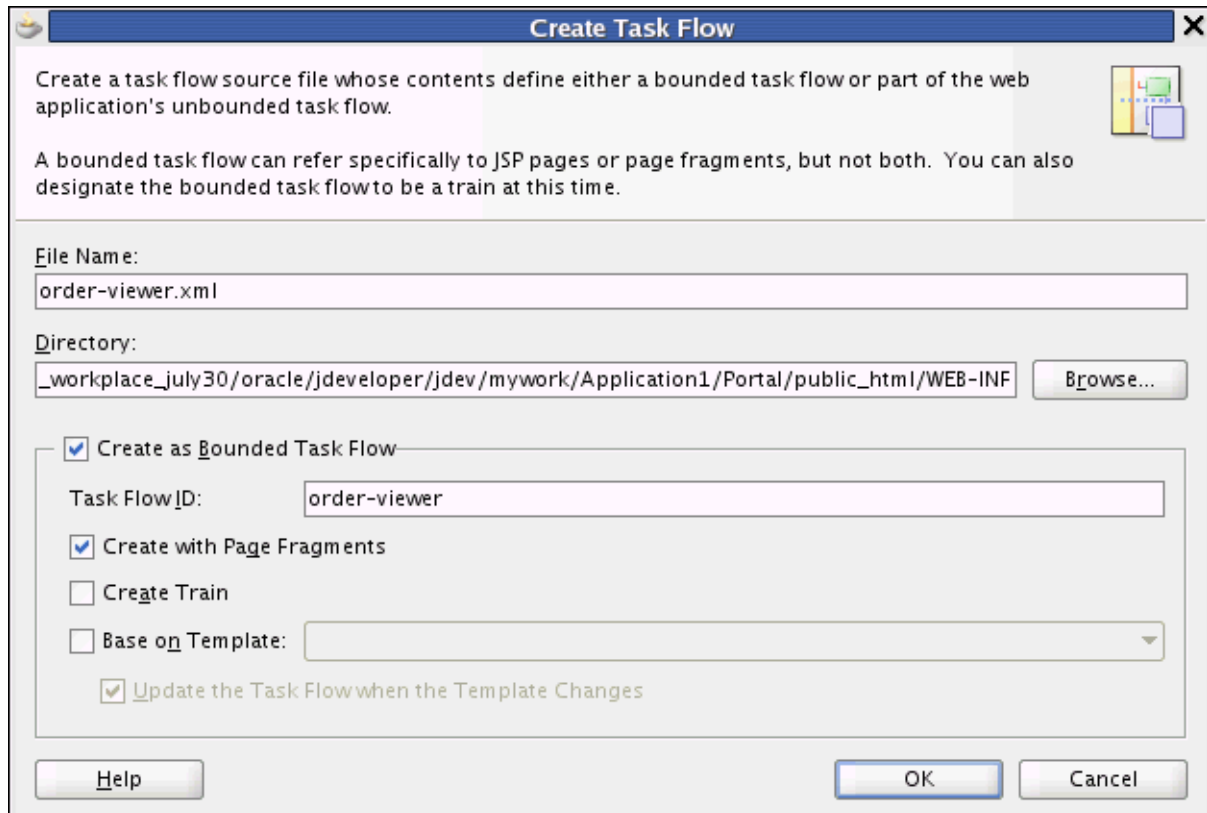 Create Task Flow
Create a task flow source file whose contents define either a bounded task flow or part of the web
application's unbounded task flow.
A bounded task flow can refer specifically to JSP pages or page fragments, but not both. You can also
designate the bounded task flow to be a train at this time.
File Name:
order-viewer.xml
Directory:
_workplace_july30/oracle/jdeveloper/jdev/mywork/Application1/Portal/public_html/WEB-INF
Browse...
Create as Bounded Task Flow
Task Flow ID:
order-viewer
Create with Page Fragments
Create Train
Base on Template:
Update the Task Flow when the Template Changes
Help
OK
Cancel